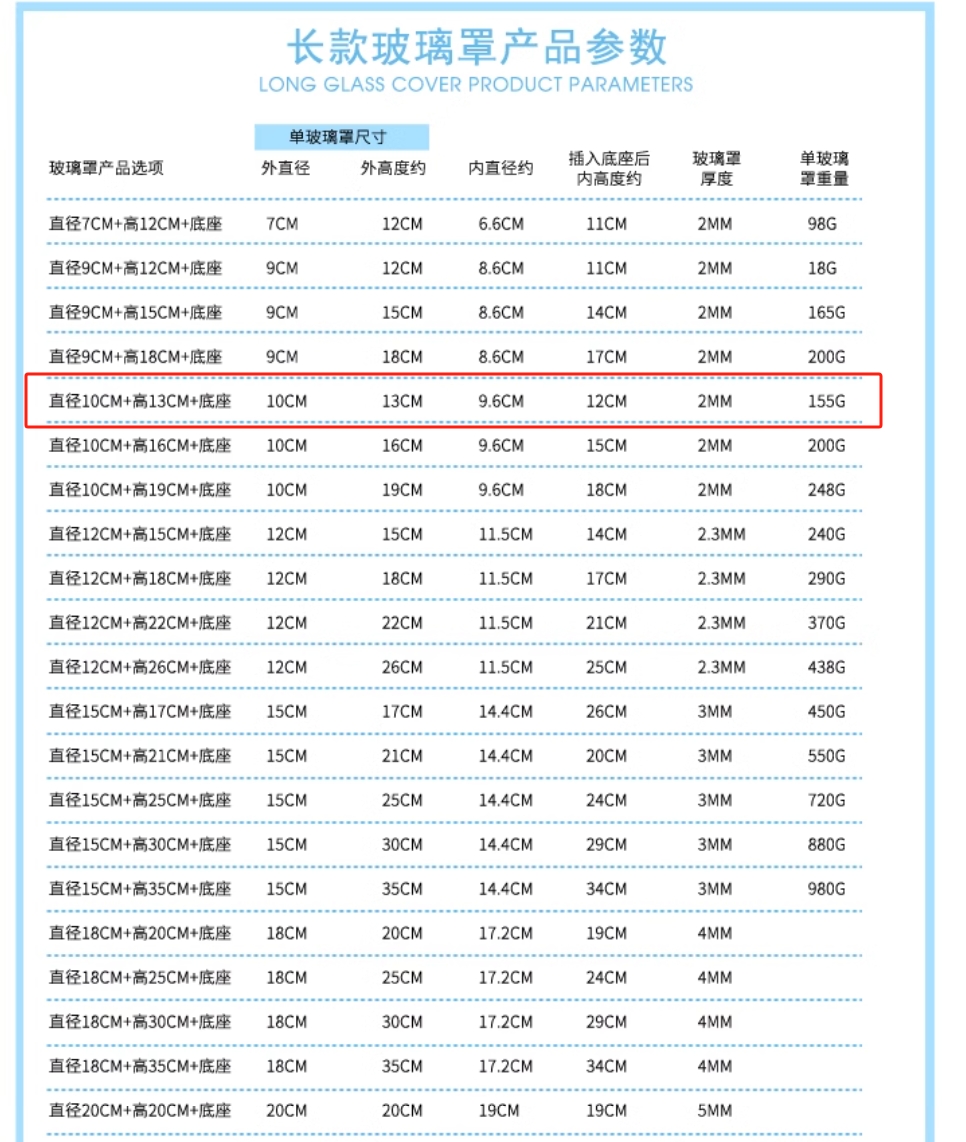 长款玻璃罩产品参数
LONG GLASS COVER PRODUCT PARAMETERS
单玻璃罩尺寸
玻璃罩产品选项 外直径 外高度约 内直径约 插入底座后内高度约 玻璃罩厚度 单玻璃罩重量
直径7CM+高12CM+底座 7CM 12CM 6.6CM 11CM 2MM 98G
直径9CM+高12CM+底座 9CM 12CM 8.6CM 11CM 2MM 18G
直径9CM+高15CM+底座 9CM 15CM 8.6CM 14CM 2MM 165G
直径9CM+高18CM+底座 9CM 18CM 8.6CM 17CM 2MM 200G
直径10CM+高13CM+底座 10CM 13CM 9.6CM 12CM 2MM 155G
直径10CM+高16CM+底座 10CM 16CM 9.6CM 15CM 2MM 200G
直径10CM+高19CM+底座 10CM 19CM 9.6CM 18CM 2MM 248G
直径12CM+高15CM+底座 12CM 15CM 11.5CM 14CM 2.3MM 240G
直径12CM+高18CM+底座 12CM 18CM 11.5CM 17CM 2.3MM 290G
直径12CM+高22CM+底座 12CM 22CM 11.5CM 21CM 2.3MM 370G
直径12CM+高26CM+底座 12CM 26CM 11.5CM 25CM 2.3MM 438G
直径15CM+高17CM+底座 15CM 17CM 14.4CM 26CM 3MM 450G
直径15CM+高21CM+底座 15CM 21CM 14.4CM 20CM 3MM 550G
直径15CM+高25CM+底座 15CM 25CM 14.4CM 24CM 3MM 720G
直径15CM+高30CM+底座 15CM 30CM 14.4CM 29CM 3MM 880G
直径15CM+高35CM+底座 15CM 35CM 14.4CM 34CM 3MM 980G
直径18CM+高20CM+底座 18CM 20CM 17.2CM 19CM 4MM
直径18CM+高25CM+底座 18CM 25CM 17.2CM 24CM 4MM
直径18CM+高30CM+底座 18CM 30CM 17.2CM 29CM 4MM
直径18CM+高35CM+底座 18CM 35CM 17.2CM 34CM 4MM
直径20CM+高20CM+底座 20CM 20CM 19CM 19CM 5MM